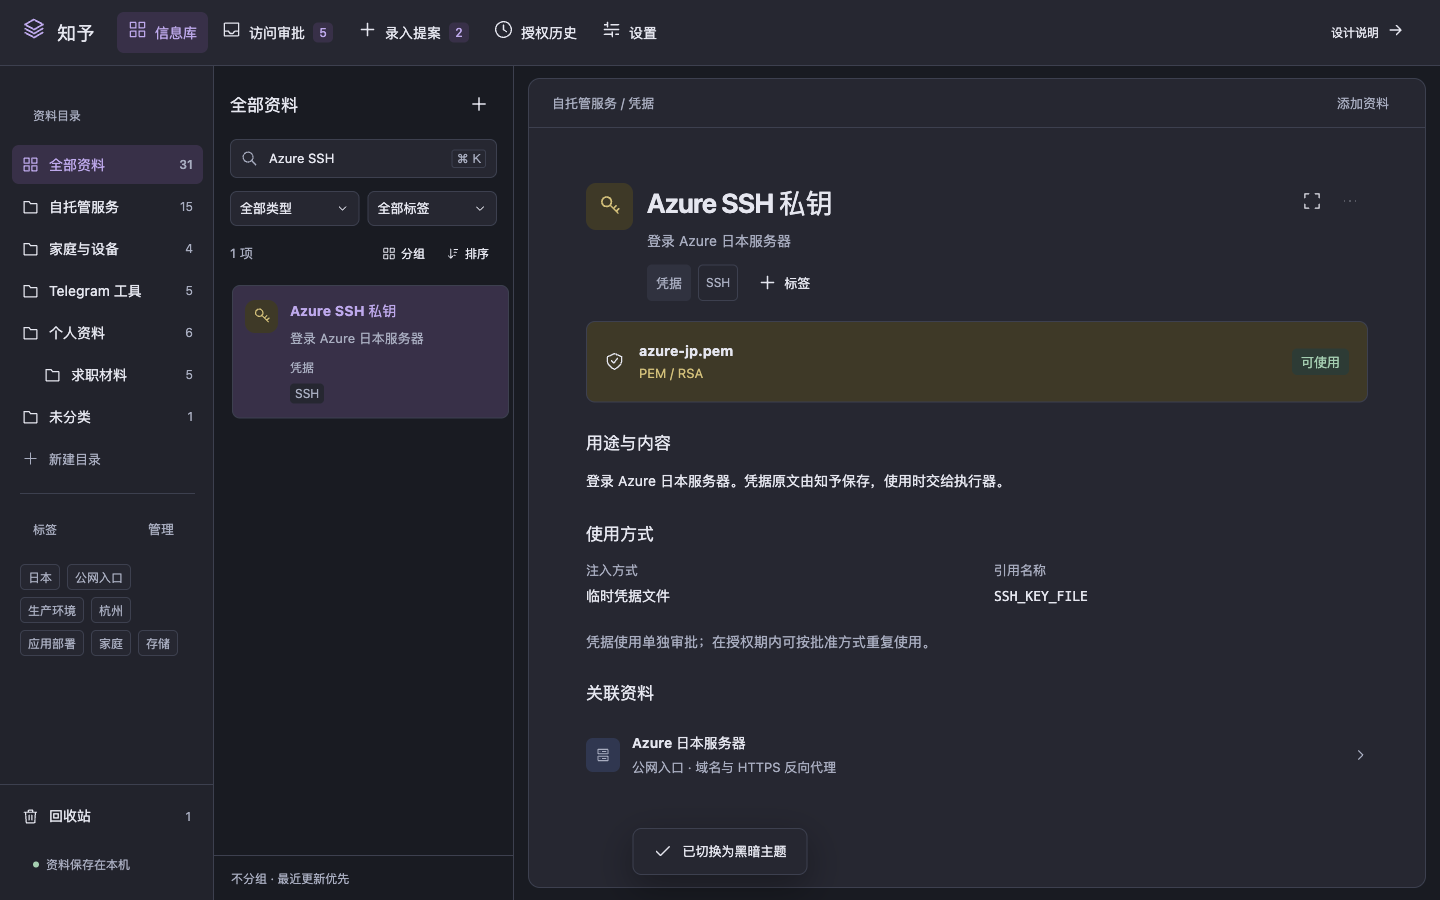 知予
信息库
访问审批 5
录入提案 2
授权历史
设置
设计说明
资料目录
全部资料 31
自托管服务 15
家庭与设备 4
Telegram 工具 5
个人资料 6
求职材料 5
未分类 1
新建目录
标签 管理
日本 公网入口
生产环境 杭州
应用部署 家庭 存储
回收站 1
资料保存在本机
全部资料
Azure SSH ⌘ K
全部类型 全部标签
1 项 分组 排序
Azure SSH 私钥
登录 Azure 日本服务器
凭据
SSH
不分组 · 最近更新优先
自托管服务 / 凭据 添加资料
Azure SSH 私钥
登录 Azure 日本服务器
凭据 SSH 标签
azure-jp.pem
PEM / RSA
可使用
用途与内容
登录 Azure 日本服务器。凭据原文由知予保存，使用时交给执行器。
使用方式
注入方式 引用名称
临时凭据文件 SSH_KEY_FILE
凭据使用单独审批；在授权期内可按批准方式重复使用。
关联资料
Azure 日本服务器
公网入口 · 域名与 HTTPS 反向代理
已切换为黑暗主题